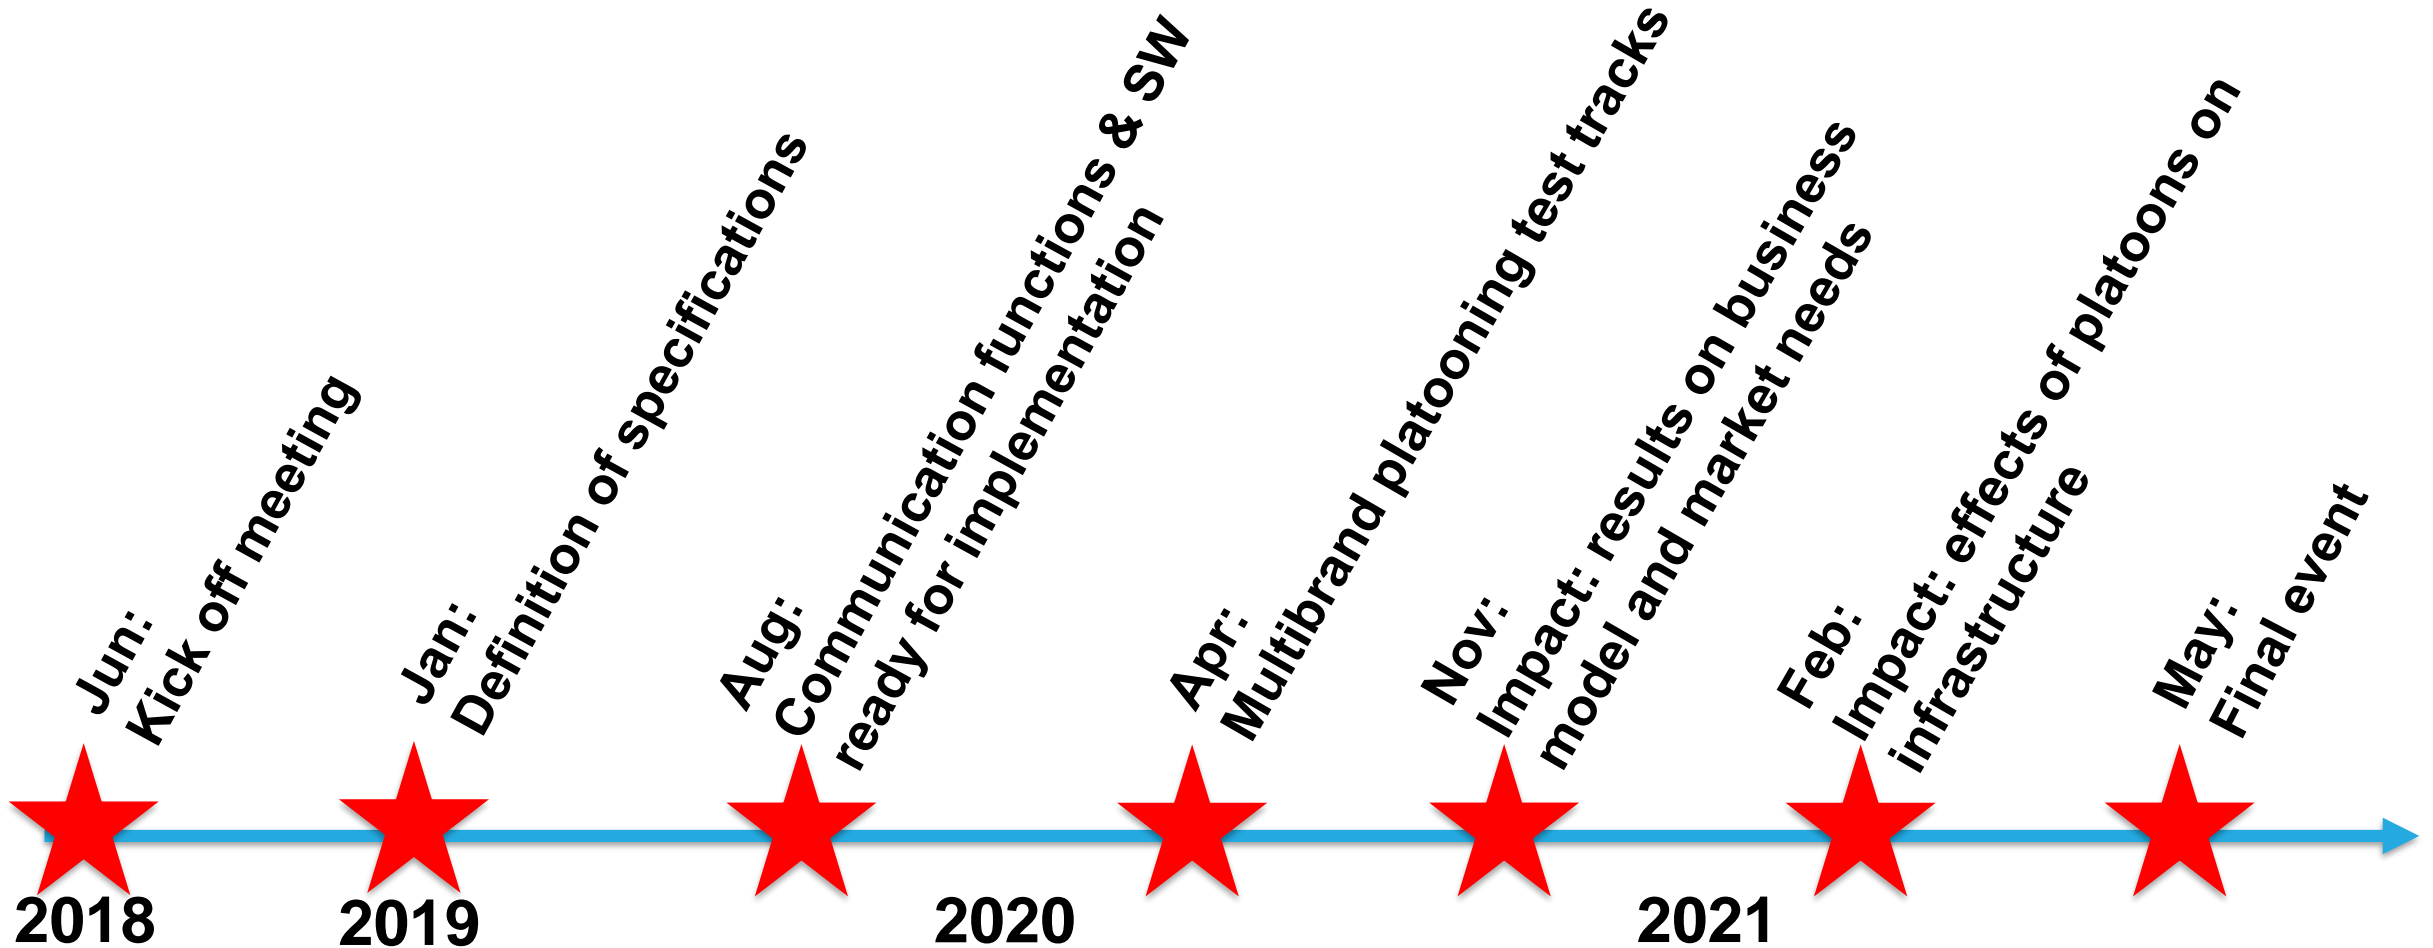 Jun:
Kick off meeting
Jan:
Definition of specifications
Aug:
Communication functions & SW
ready for implementation
Apr:
Multibrand platooning test tracks
Nov:
Impact: results on business
model and market needs
Feb:
Impact: effects of platoons on
infrastructure
May:
Final event
2018
2019
2020
2021